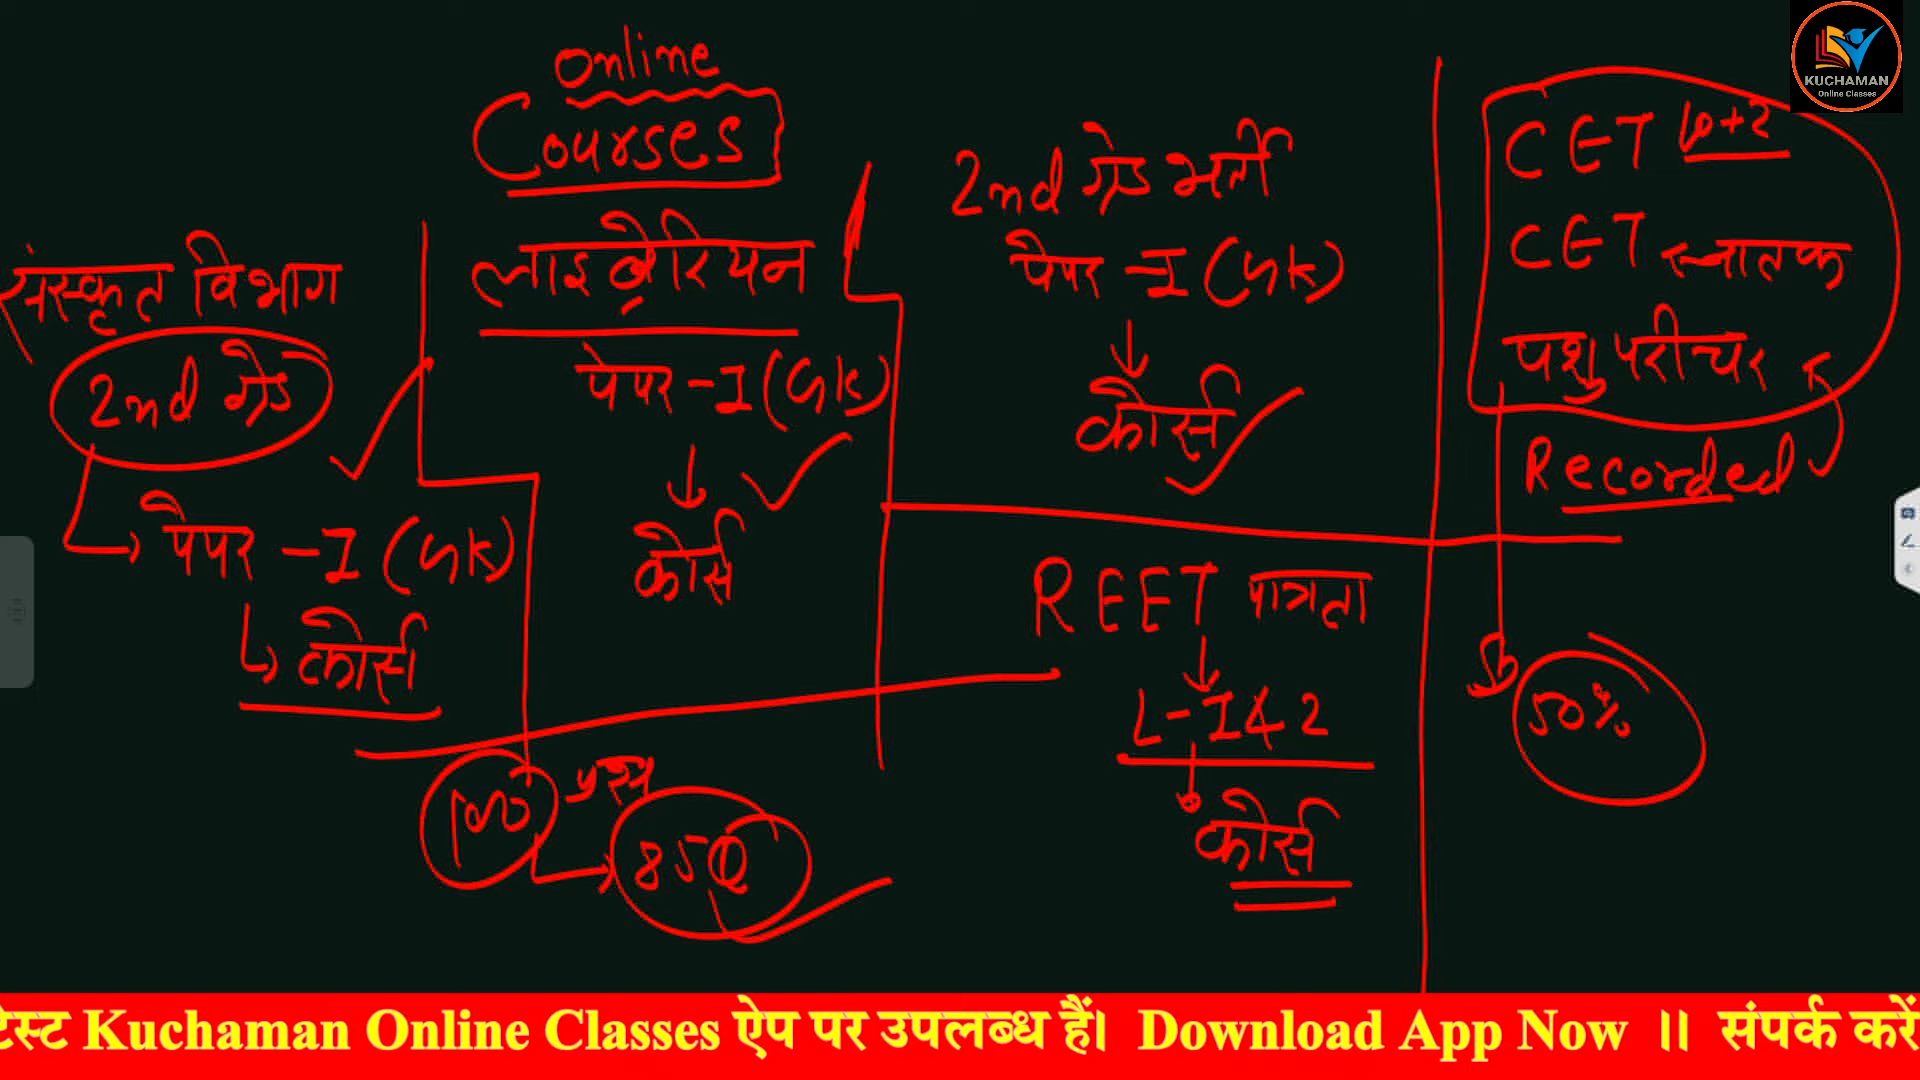 Online
Courses
संस्कृत विभाग
2nd ग्रेड
पेपर -I (GK)
कोर्स
लाइब्रेरियन
पेपर -I (GK)
कोर्स
2nd ग्रेड भर्ती
पेपर -I (GK)
कोर्स
CET 10+2
CET स्नातक
पशु परीचर
Recorded
50%
REET पात्रता
L-I & 2
कोर्स
100 प्रश्न
850
KUCHAMAN
Online Classes
टेस्ट Kuchaman Online Classes ऐप पर उपलब्ध हैं। Download App Now ।। संपर्क करें